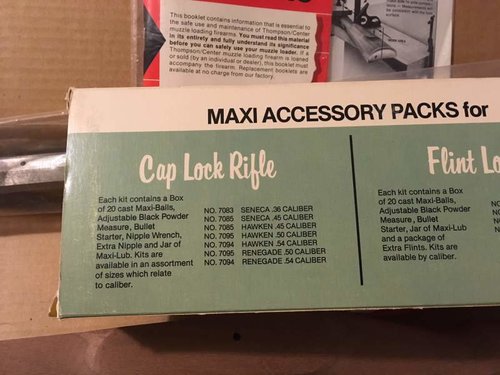 This booklet contains information that is essential to
the safe use and maintenance of Thompson/Center
muzzle loading firearms. You must read this material
in its entirety and fully understand its significance
before you can safely use your muzzle loader. If a
Thompson/Center muzzle loading firearm is loaned
or sold (by an individual or dealer), this booklet must
accompany the firearm. Replacement booklets are
available at no charge from our factory.
MAXI ACCESSORY PACKS for
Cap Lock Rifle
Each kit contains a Box
of 20 cast Maxi-Balls,
Adjustable Black Powder
Measure, Bullet
Starter, Nipple Wrench,
Extra Nipple and Jar of
Maxi-Lub. Kits are
available in an assortment
of sizes which relate
to caliber.
NO. 7083 SENECA .36 CALIBER
NO. 7085 SENECA .45 CALIBER
NO. 7085 HAWKEN .45 CALIBER
NO. 7095 HAWKEN .50 CALIBER
NO. 7094 HAWKEN .54 CALIBER
NO. 7095 RENEGADE .50 CALIBER
NO. 7094 RENEGADE .54 CALIBER
Flint Lo
Each kit contains a Box
of 20 cast Maxi-Balls,
Adjustable Black Powder
Measure, Bullet
Starter, Jar of Maxi-Lub
and a package of
Extra Flints. Kits are
available by caliber.